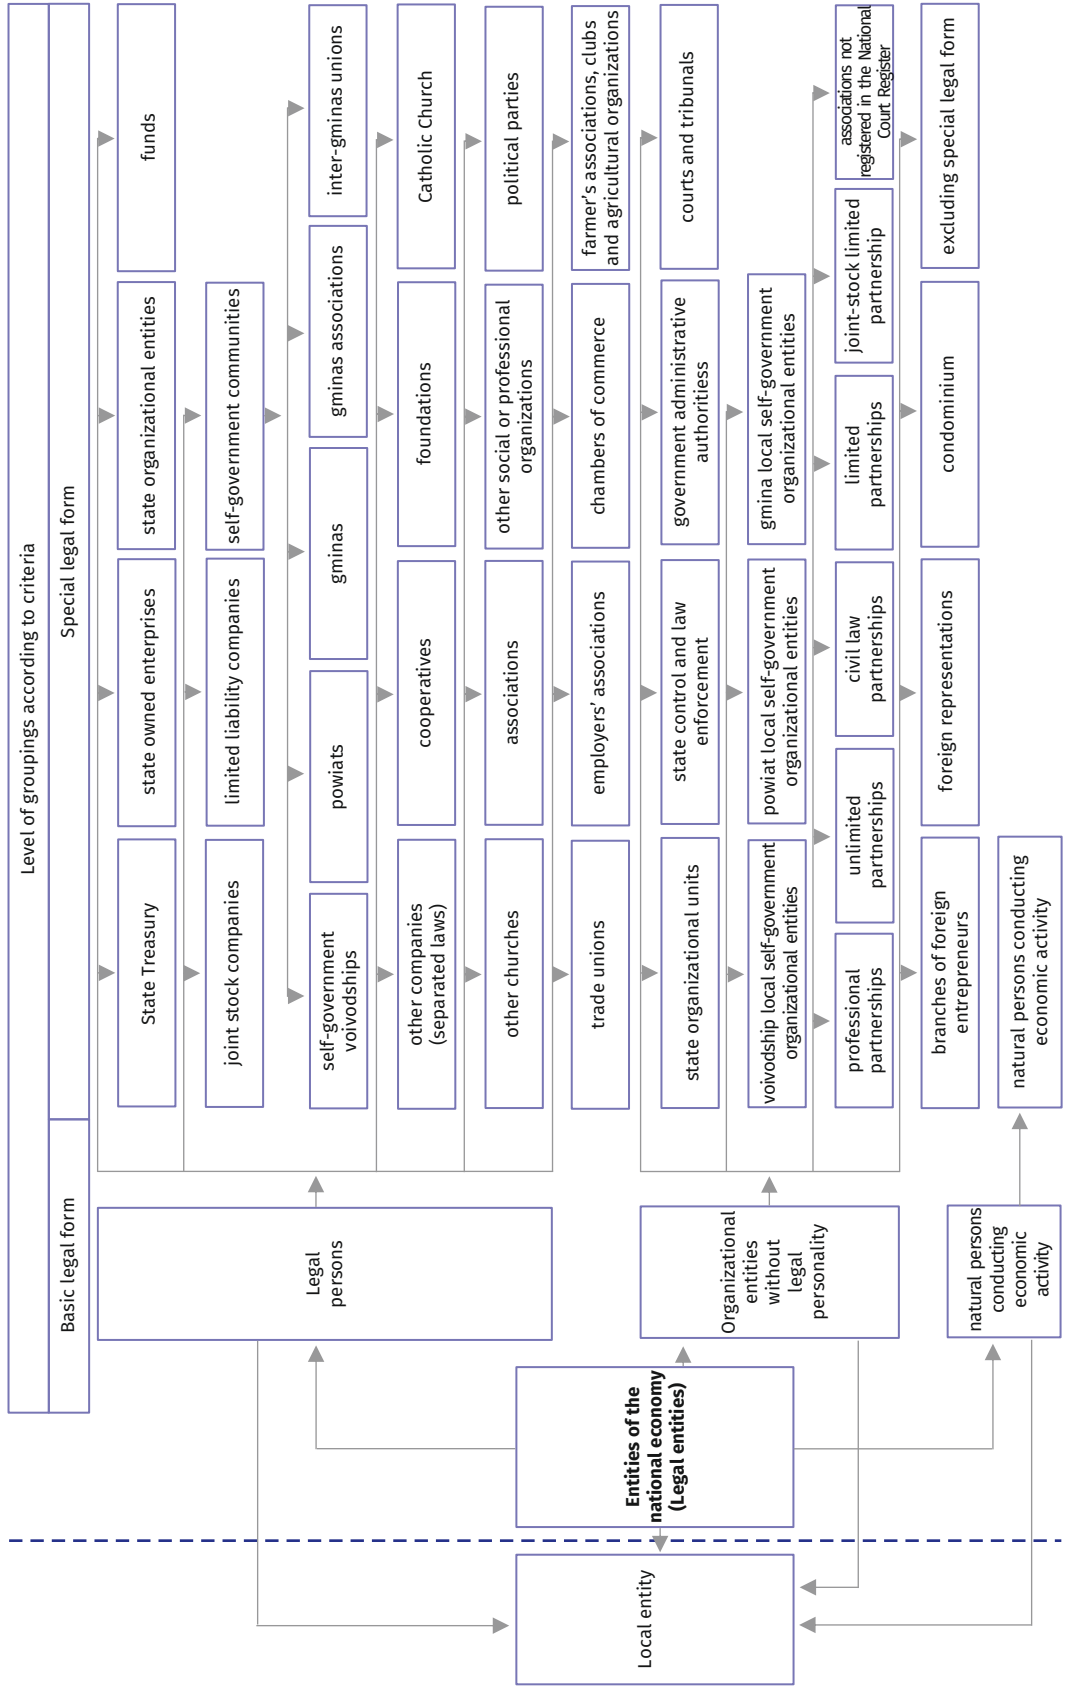 Level of groupings according to criteria
Basic legal form
Special legal form
Local entity
Entities of the
national economy
(Legal entities)
Legal
persons
State Treasury
state owned enterprises
state organizational entities
funds
joint stock companies
limited liability companies
self-government communities
self-government
voivodships
powiats
gminas
gminas associations
inter-gminas unions
other companies
(separated laws)
cooperatives
foundations
Catholic Church
other churches
associations
other social or professional
organizations
political parties
trade unions
employers’ associations
chambers of commerce
farmer’s associations, clubs
and agricultural organizations
Organizational
entities
without
legal
personality
state organizational units
state control and law
enforcement
government administrative
authoritiess
courts and tribunals
voivodship local self-government
organizational entities
powiat local self-government
organizational entities
gmina local self-government
organizational entities
professional
partnerships
unlimited
partnerships
civil law
partnerships
limited
partnerships
joint-stock limited
partnership
associations not
registered in the National
Court Register
branches of foreign
entrepreneurs
foreign representations
condominium
excluding special legal form
natural persons
conducting
economic
activity
natural persons conducting
economic activity